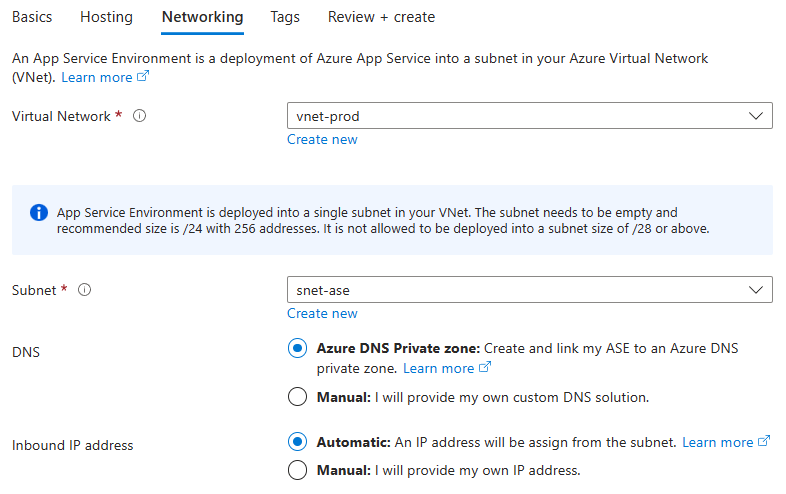 Basics Hosting Networking Tags Review + create
An App Service Environment is a deployment of Azure App Service into a subnet in your Azure Virtual Network
(VNet). Learn more
Virtual Network *
vnet-prod
Create new
App Service Environment is deployed into a single subnet in your VNet. The subnet needs to be empty and
recommended size is /24 with 256 addresses. It is not allowed to be deployed into a subnet size of /28 or above.
Subnet *
snet-ase
Create new
DNS
Azure DNS Private zone: Create and link my ASE to an Azure DNS
private zone. Learn more
Manual: I will provide my own custom DNS solution.
Inbound IP address
Automatic: An IP address will be assign from the subnet. Learn more
Manual: I will provide my own IP address.